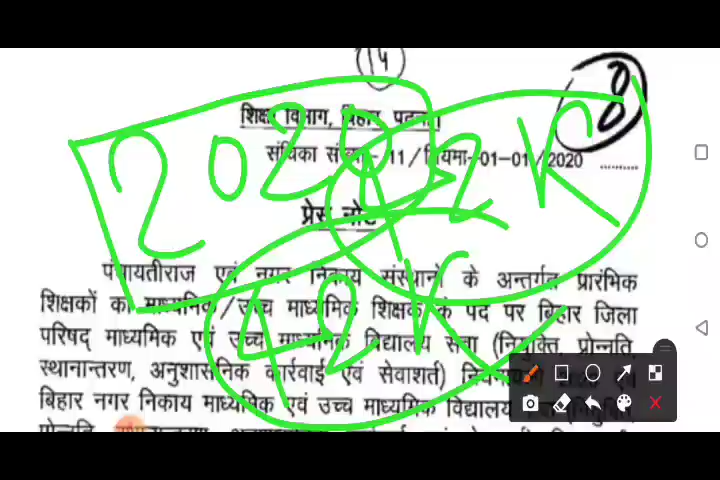 14
शिक्षा विभाग, बिहार पटना।
संचिका संख्या-11/नियमा-01-01/2020 .........
2020
42K
प्रेस नोट
42K
पंचायतीराज एवं नगर निकाय संस्थानों के अन्तर्गत प्रारंभिक
शिक्षकों का माध्यमिक/उच्च माध्यमिक शिक्षक के पद पर बिहार जिला
परिषद् माध्यमिक एवं उच्च माध्यमिक विद्यालय सेवा (नियुक्ति, प्रोन्नति,
स्थानान्तरण, अनुशासनिक कार्रवाई एवं सेवाशर्त)
बिहार नगर निकाय माध्यमिक एवं उच्च माध्यमिक विद्यालय